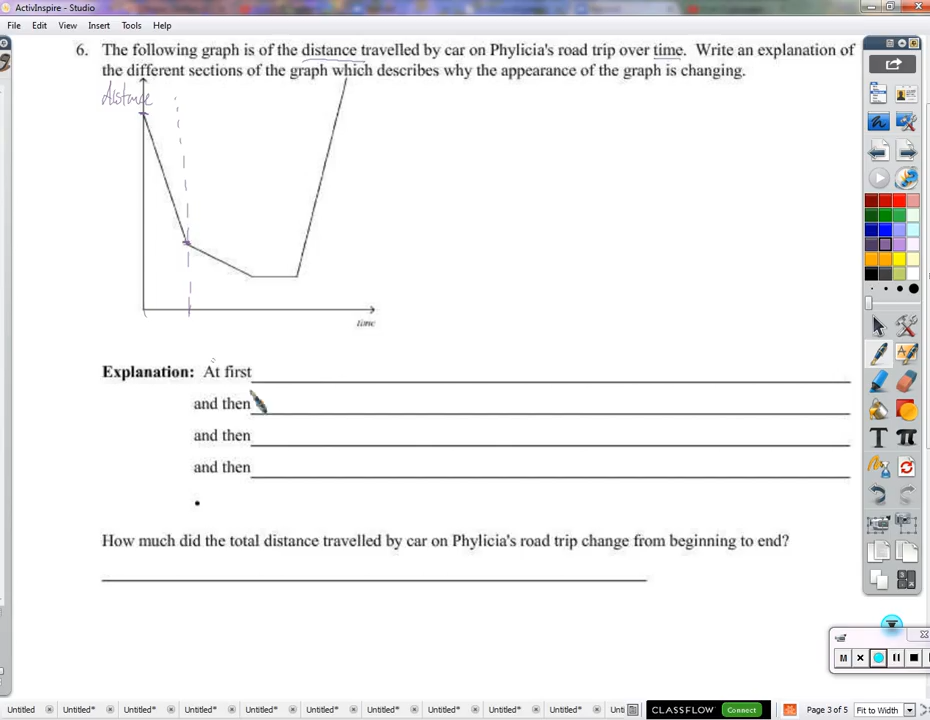 ActivInspire - Studio
File Edit View Insert Tools Help
6. The following graph is of the distance travelled by car on Phylicia's road trip over time. Write an explanation of
the different sections of the graph which describes why the appearance of the graph is changing.
distance
time
Explanation: At first
and then
and then
and then
How much did the total distance travelled by car on Phylicia's road trip change from beginning to end?
T π
M
Untitled Untitled* Untitled* Untitled* Untitled* Untitled* Untitled* Untitled* Untitled* Untitled* Unti CLASSFLOW Connect Page 3 of 5 Fit to Width